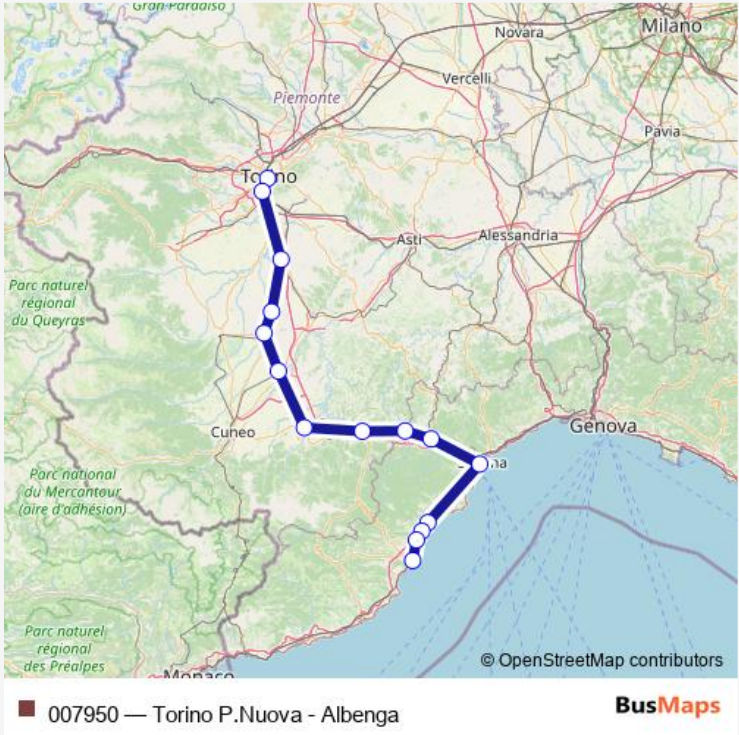 Gran Paradiso
Novara
Milano
Vercelli
Piemonte
Pavia
Asti
Alessandria
Parc naturel
régional
du Queyras
Cuneo
Genova
Parc national
du Mercantour
(aire d'adhésion)
Parc naturel
régional
des Préalpes
Monaco
© OpenStreetMap contributors
007950 — Torino P.Nuova - Albenga
BusMaps